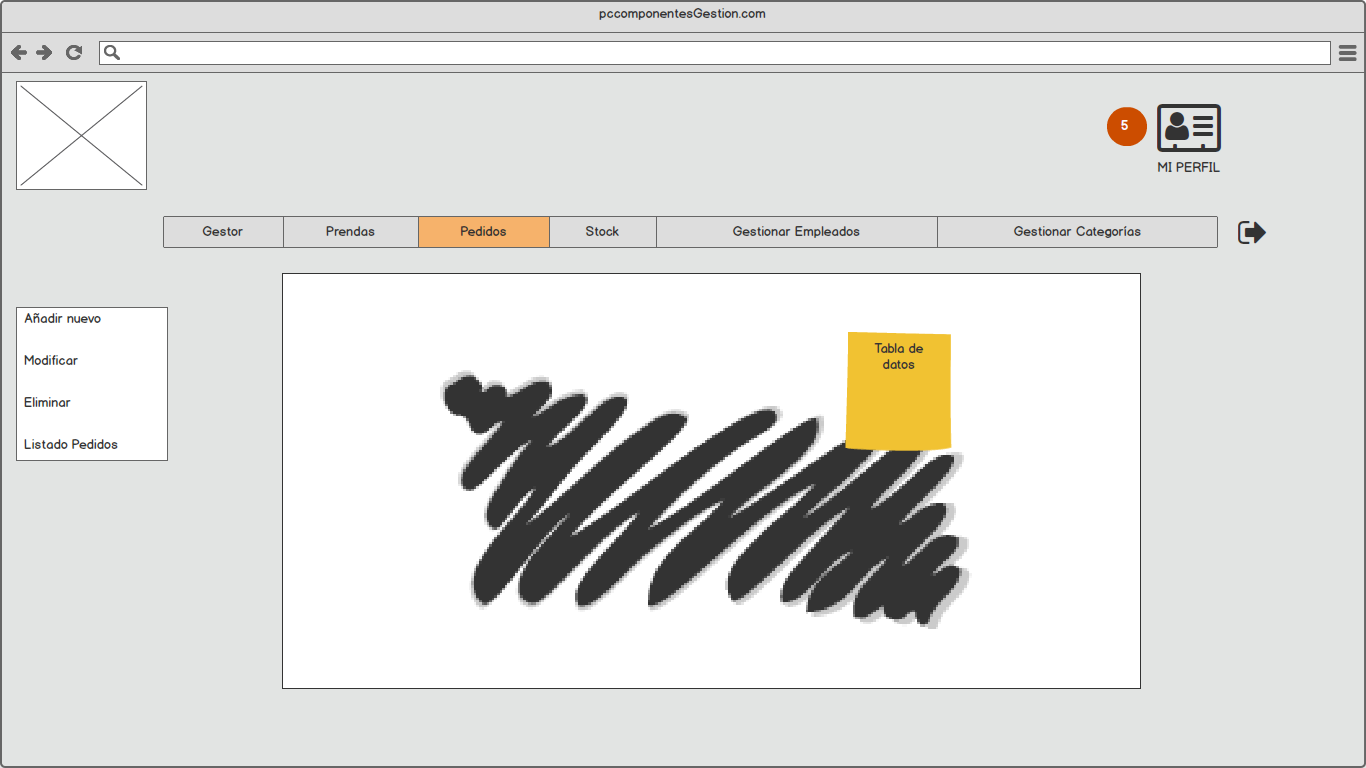 pccomponentesGestion.com
5
MI PERFIL
Gestor Prendas Pedidos Stock Gestionar Empleados Gestionar Categorías
Añadir nuevo
Modificar
Eliminar
Listado Pedidos
Tabla de
datos